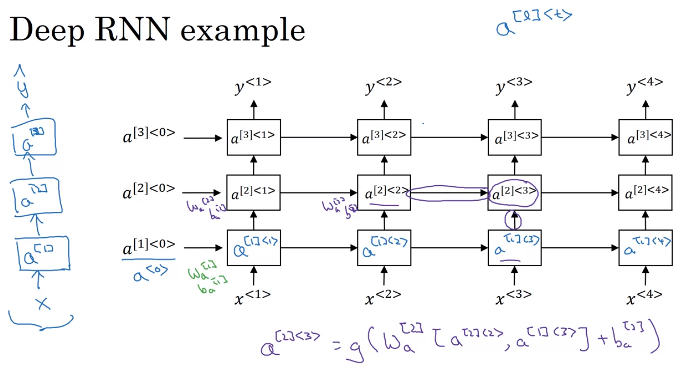 Deep RNN example
a^{[l]<t>}
ŷ
y^{<1>} y^{<2>} y^{<3>} y^{<4>}
a^{[3]}
a^{[3]<0>} a^{[3]<1>} a^{[3]<2>} a^{[3]<3>} a^{[3]<4>}
a^{[2]}
a^{[2]<0>} a^{[2]<1>} a^{[2]<2>} a^{[2]<3>} a^{[2]<4>}
W_a^{[2]} b_a^{[2]} W_a^{[2]} b_a^{[2]}
a^{[1]}
a^{[1]<0>} a^{[1]<1>} a^{[1]<2>} a^{[1]<3>} a^{[1]<4>}
a^{[0]}
W_a^{[1]}
b_a^{[1]}
x
x^{<1>} x^{<2>} x^{<3>} x^{<4>}
a^{[2]<3>} = g(W_a^{[2]} [a^{[2]<2>}, a^{[1]<3>}] + b_a^{[2]})